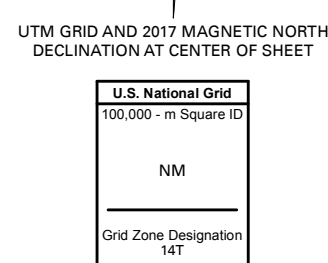 UTM GRID AND 2017 MAGNETIC NORTH
DECLINATION AT CENTER OF SHEET
U.S. National Grid
100,000 - m Square ID
NM
Grid Zone Designation
14T